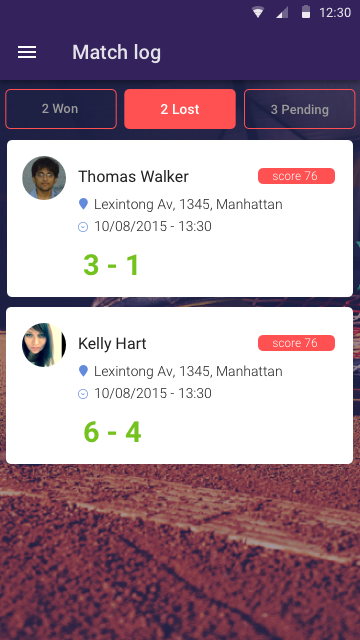 12:30
Match log
2 Won
2 Lost
3 Pending
Thomas Walker
score 76
Lexintong Av, 1345, Manhattan
10/08/2015 - 13:30
3 - 1
Kelly Hart
score 76
Lexintong Av, 1345, Manhattan
10/08/2015 - 13:30
6 - 4